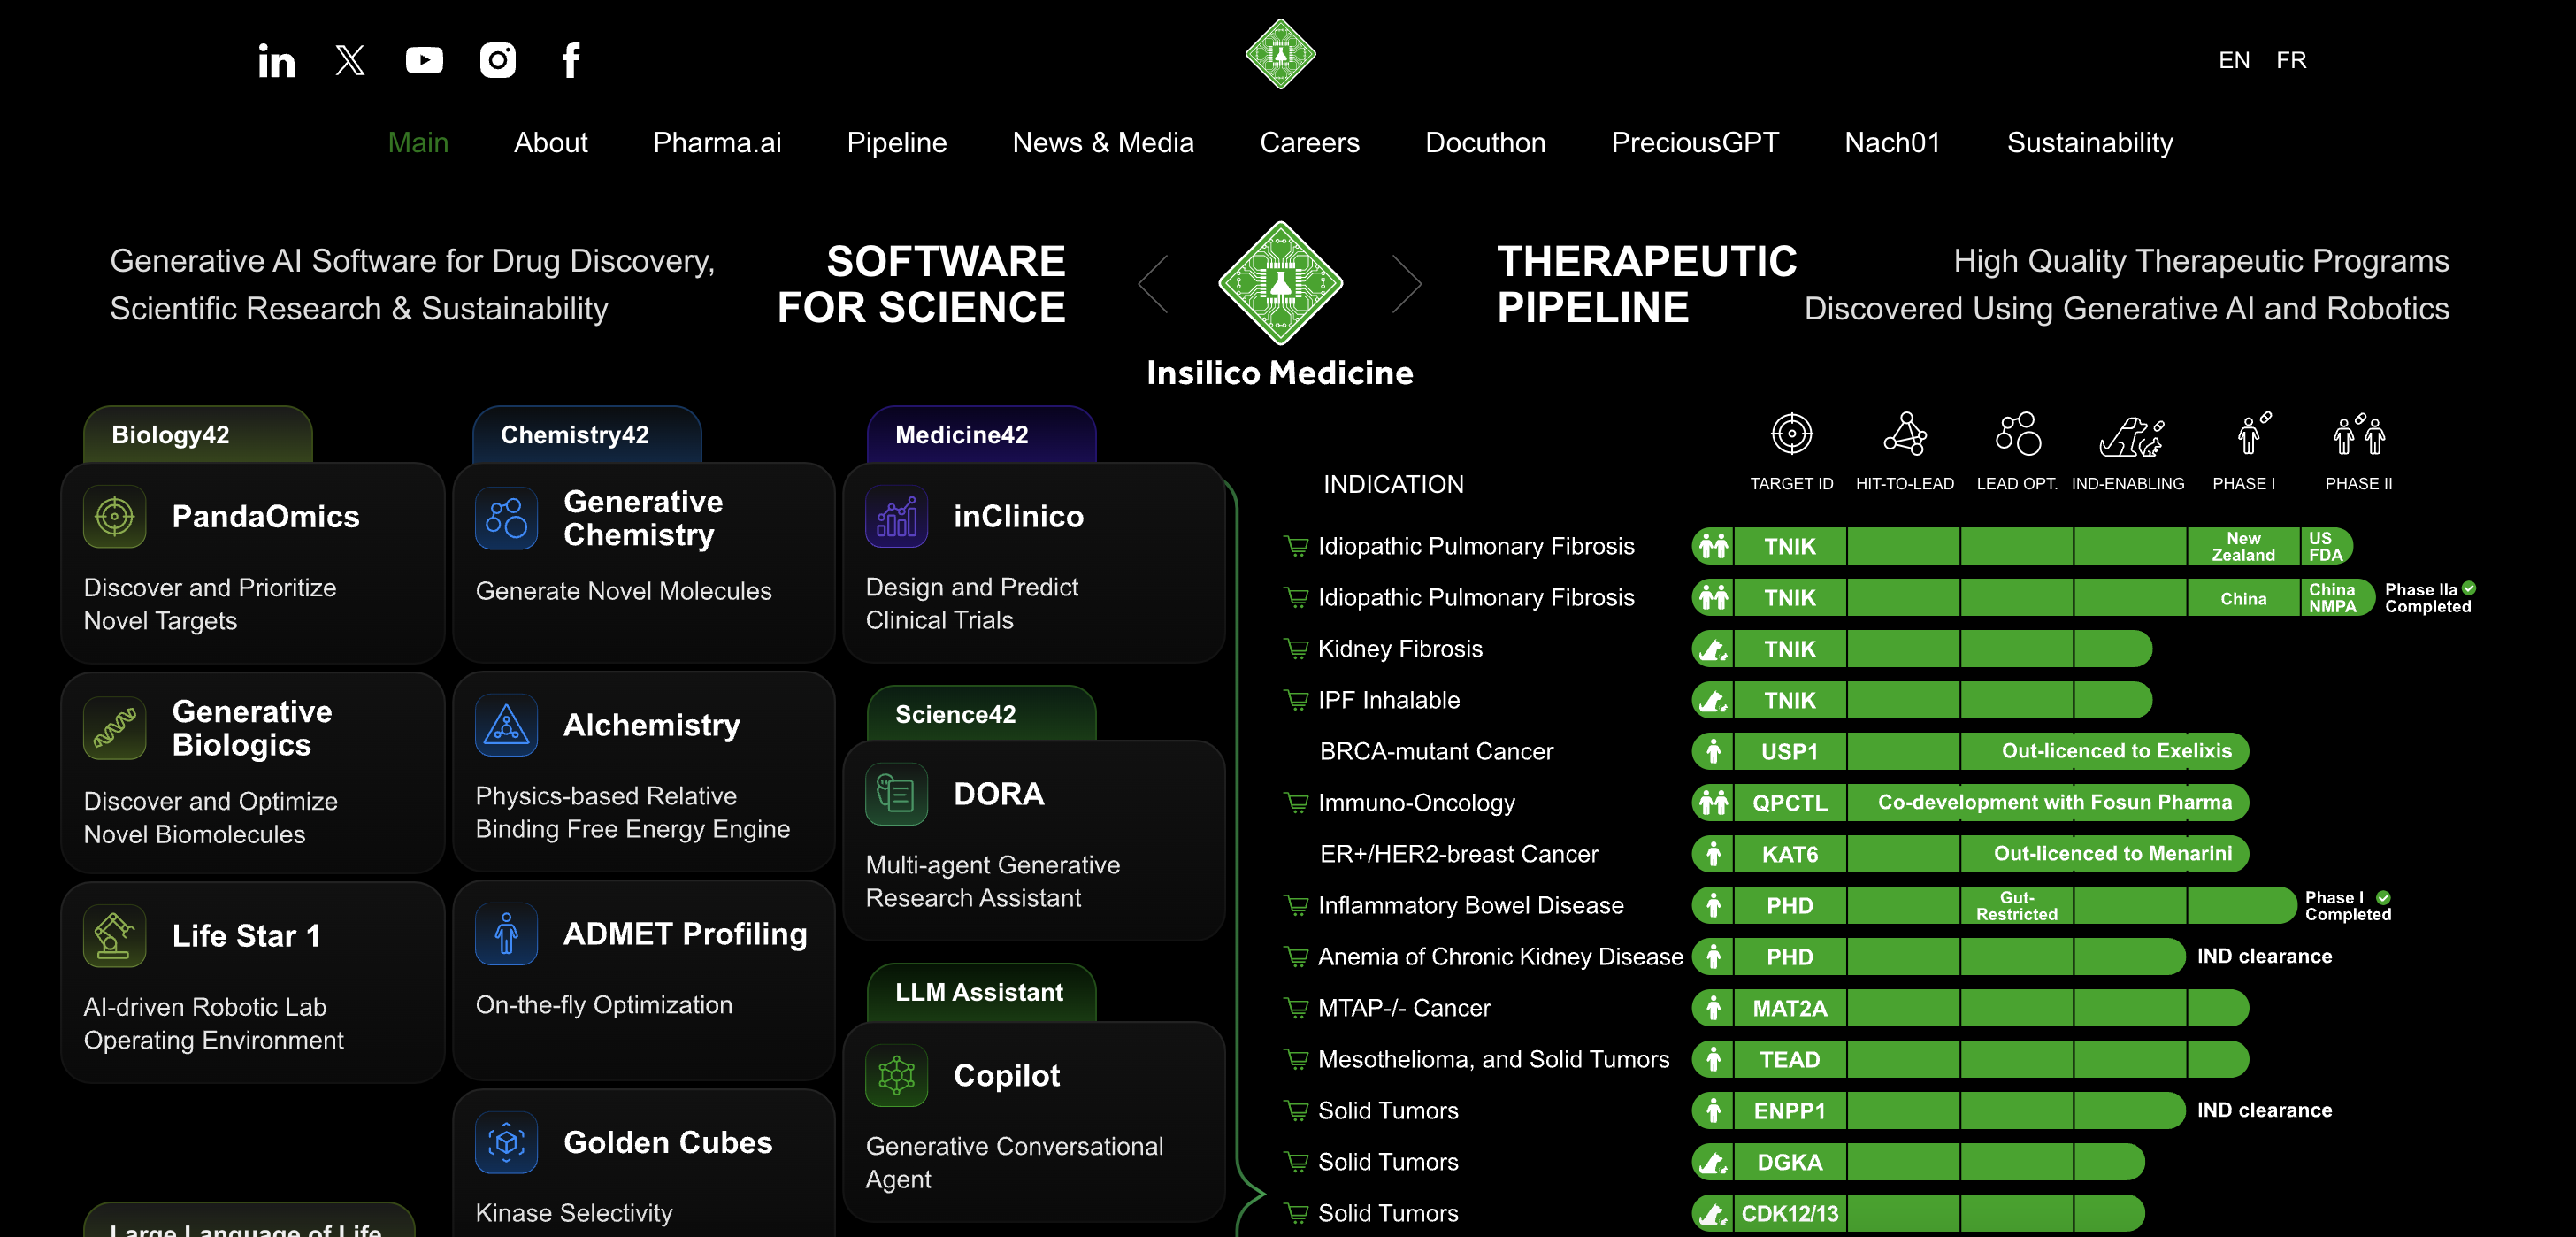 in
EN FR
Main About Pharma.ai Pipeline News & Media Careers Docuthon PreciousGPT Nach01 Sustainability
Generative AI Software for Drug Discovery,
Scientific Research & Sustainability
SOFTWARE
FOR SCIENCE
Insilico Medicine
THERAPEUTIC
PIPELINE
High Quality Therapeutic Programs
Discovered Using Generative AI and Robotics
Biology42
PandaOmics
Discover and Prioritize
Novel Targets
Generative
Biologics
Discover and Optimize
Novel Biomolecules
Life Star 1
AI-driven Robotic Lab
Operating Environment
Large Language of Life
Chemistry42
Generative
Chemistry
Generate Novel Molecules
Alchemistry
Physics-based Relative
Binding Free Energy Engine
ADMET Profiling
On-the-fly Optimization
Golden Cubes
Kinase Selectivity
Medicine42
inClinico
Design and Predict
Clinical Trials
Science42
DORA
Multi-agent Generative
Research Assistant
LLM Assistant
Copilot
Generative Conversational
Agent
INDICATION TARGET ID HIT-TO-LEAD LEAD OPT. IND-ENABLING PHASE I PHASE II
Idiopathic Pulmonary Fibrosis TNIK New Zealand US FDA
Idiopathic Pulmonary Fibrosis TNIK China China NMPA Phase IIa Completed
Kidney Fibrosis TNIK
IPF Inhalable TNIK
BRCA-mutant Cancer USP1 Out-licenced to Exelixis
Immuno-Oncology QPCTL Co-development with Fosun Pharma
ER+/HER2-breast Cancer KAT6 Out-licenced to Menarini
Inflammatory Bowel Disease PHD Gut-Restricted Phase I Completed
Anemia of Chronic Kidney Disease PHD IND clearance
MTAP-/- Cancer MAT2A
Mesothelioma, and Solid Tumors TEAD
Solid Tumors ENPP1 IND clearance
Solid Tumors DGKA
Solid Tumors CDK12/13